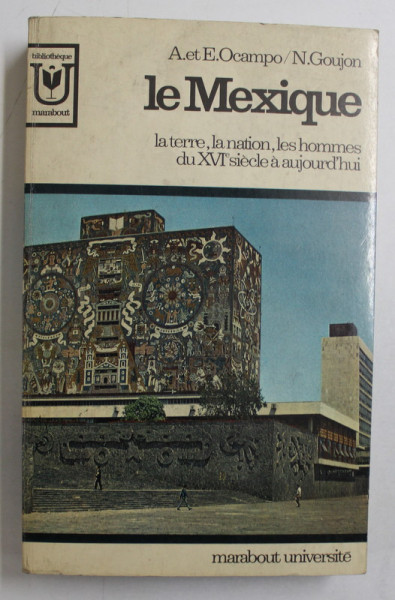 bibliothèque
U
marabout
A.et E.Ocampo/N.Goujon
le Mexique
la terre, la nation, les hommes
du XVIe siècle à aujourd'hui
marabout université